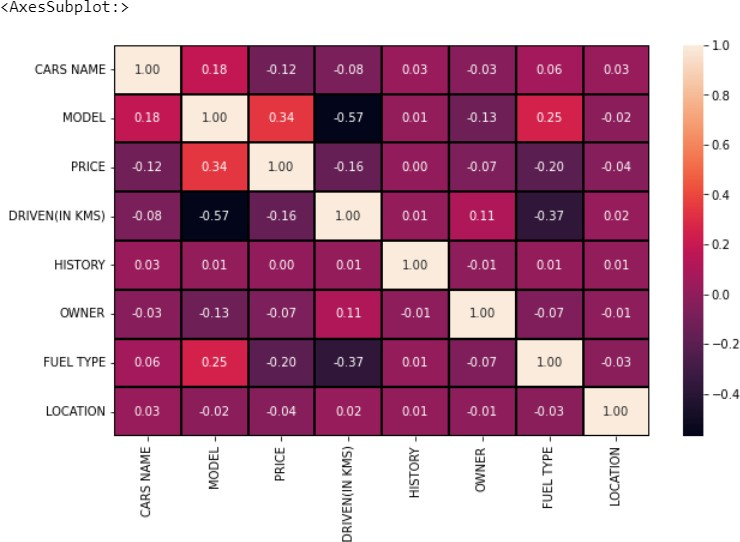 <AxesSubplot:>
CARS NAME 1.00 0.18 -0.12 -0.08 0.03 -0.03 0.06 0.03
MODEL 0.18 1.00 0.34 -0.57 0.01 -0.13 0.25 -0.02
PRICE -0.12 0.34 1.00 -0.16 0.00 -0.07 -0.20 -0.04
DRIVEN(IN KMS) -0.08 -0.57 -0.16 1.00 0.01 0.11 -0.37 0.02
HISTORY 0.03 0.01 0.00 0.01 1.00 -0.01 0.01 0.01
OWNER -0.03 -0.13 -0.07 0.11 -0.01 1.00 -0.07 -0.01
FUEL TYPE 0.06 0.25 -0.20 -0.37 0.01 -0.07 1.00 -0.03
LOCATION 0.03 -0.02 -0.04 0.02 0.01 -0.01 -0.03 1.00
CARS NAME
MODEL
PRICE
DRIVEN(IN KMS)
HISTORY
OWNER
FUEL TYPE
LOCATION
1.0
0.8
0.6
0.4
0.2
0.0
−0.2
−0.4